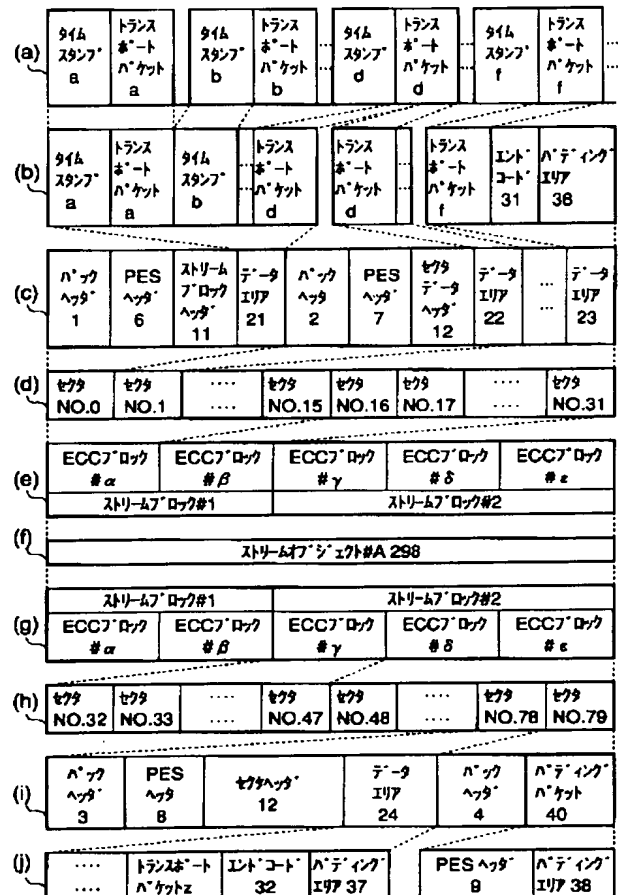 (a)
タイムスタンプ a
トランスポートパケット a
タイムスタンプ b
トランスポートパケット b
....
....
タイムスタンプ d
トランスポートパケット d
....
....
タイムスタンプ f
トランスポートパケット f
....
....
(b)
タイムスタンプ a
トランスポートパケット a
タイムスタンプ b
....
....
トランスポートパケット d
トランスポートパケット d
....
....
トランスポートパケット f
エンドコード 31
パディングエリア 36
(c)
パックヘッダ 1
PESヘッダ 6
ストリームブロックヘッダ 11
データエリア 21
パックヘッタ 2
PESヘッダ 7
セクタデータヘッダ 12
データエリア 22
....
....
データエリア 23
(d)
セクタ NO.0
セクタ NO.1
....
....
セクタ NO.15
セクタ NO.16
セクタ NO.17
....
....
セクタ NO.31
(e)
ECCブロック #α
ECCブロック #β
ECCブロック #γ
ECCブロック #δ
ECCブロック #ε
ストリームブロック#1
ストリームブロック#2
(f)
ストリームオブジェクト#A 298
(g)
ストリームブロック#1
ストリームブロック#2
ECCブロック #α
ECCブロック #β
ECCブロック #γ
ECCブロック #δ
ECCブロック #ε
(h)
セクタ NO.32
セクタ NO.33
....
....
セクタ NO.47
セクタ NO.48
....
....
セクタ NO.78
セクタ NO.79
(i)
パックヘッダ 3
PESヘッタ 8
セクタヘッダ 12
データエリア 24
パックヘッダ 4
パディングパケット 40
(j)
....
....
トランスポートパケットz
エンドコード 32
パディングエリア 37
PESヘッダ 9
パディングエリア 38